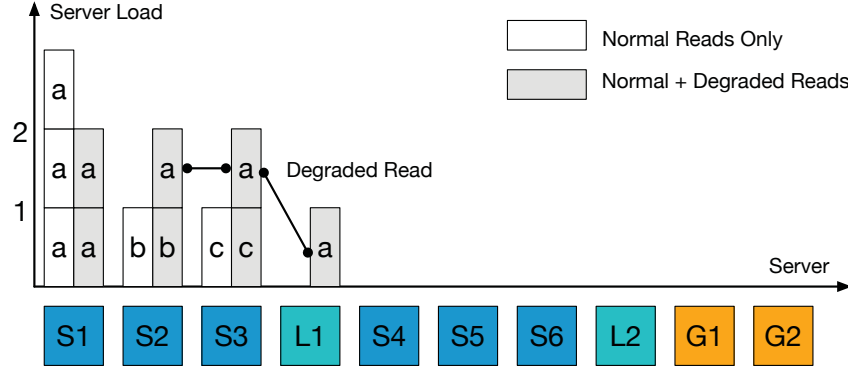 Server Load
Normal Reads Only
Normal + Degraded Reads
a
2
a a a a
Degraded Read
1
a a b b c c a
Server
S1 S2 S3 L1 S4 S5 S6 L2 G1 G2